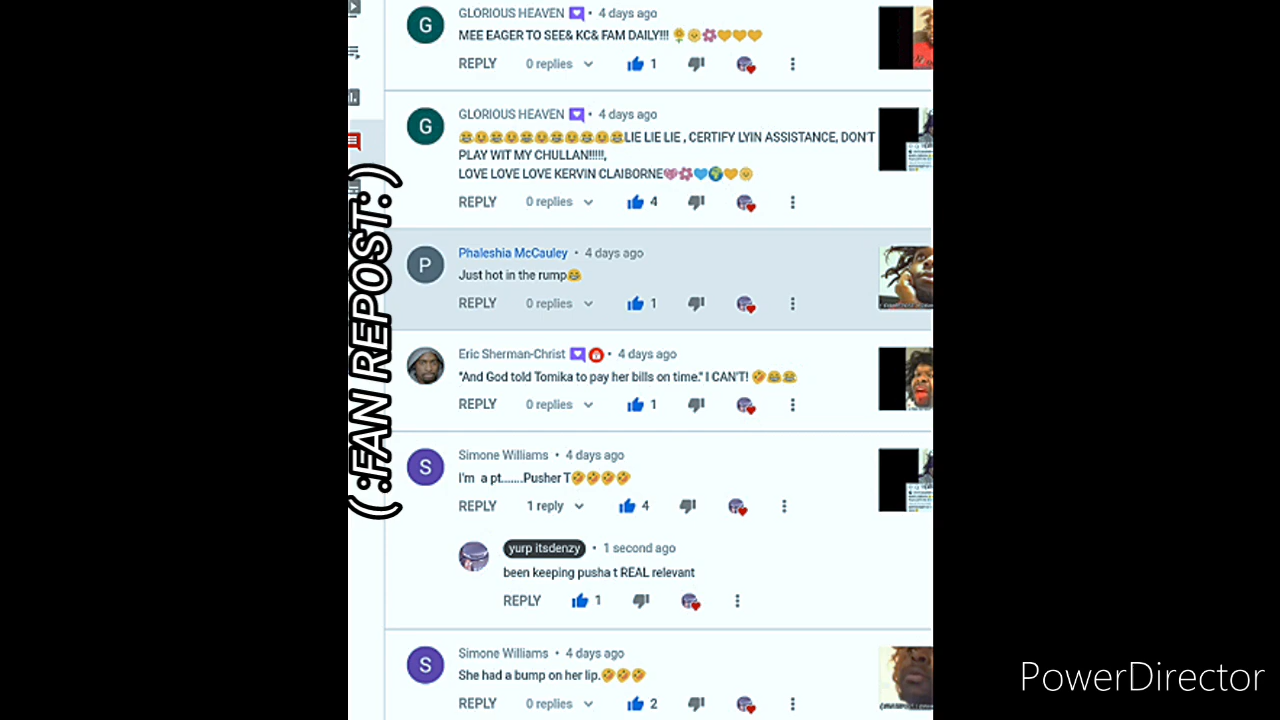 (:FAN REPOST:)
GLORIOUS HEAVEN • 4 days ago
MEE EAGER TO SEE& KC& FAM DAILY!!! 🌻🌞🌸💛💛💛
REPLY 0 replies 1
GLORIOUS HEAVEN • 4 days ago
😂😉😂😉😂😉😂😉😂😉😂LIE LIE LIE , CERTIFY LYIN ASSISTANCE, DON'T
PLAY WIT MY CHULLAN!!!!!,
LOVE LOVE LOVE KERVIN CLAIBORNE💖🌸💙🌍💛🌞
REPLY 0 replies 4
Phaleshia McCauley • 4 days ago
Just hot in the rump😂
REPLY 0 replies 1
Eric Sherman-Christ • 4 days ago
"And God told Tomika to pay her bills on time." I CAN'T! 🤣😂😂
REPLY 0 replies 1
Simone Williams • 4 days ago
I'm a pt.......Pusher T🤣🤣🤣🤣
REPLY 1 reply 4
yurp itsdenzy • 1 second ago
been keeping pusha t REAL relevant
REPLY 1
Simone Williams • 4 days ago
She had a bump on her lip.🤣🤣🤣
REPLY 0 replies 2
PowerDirector